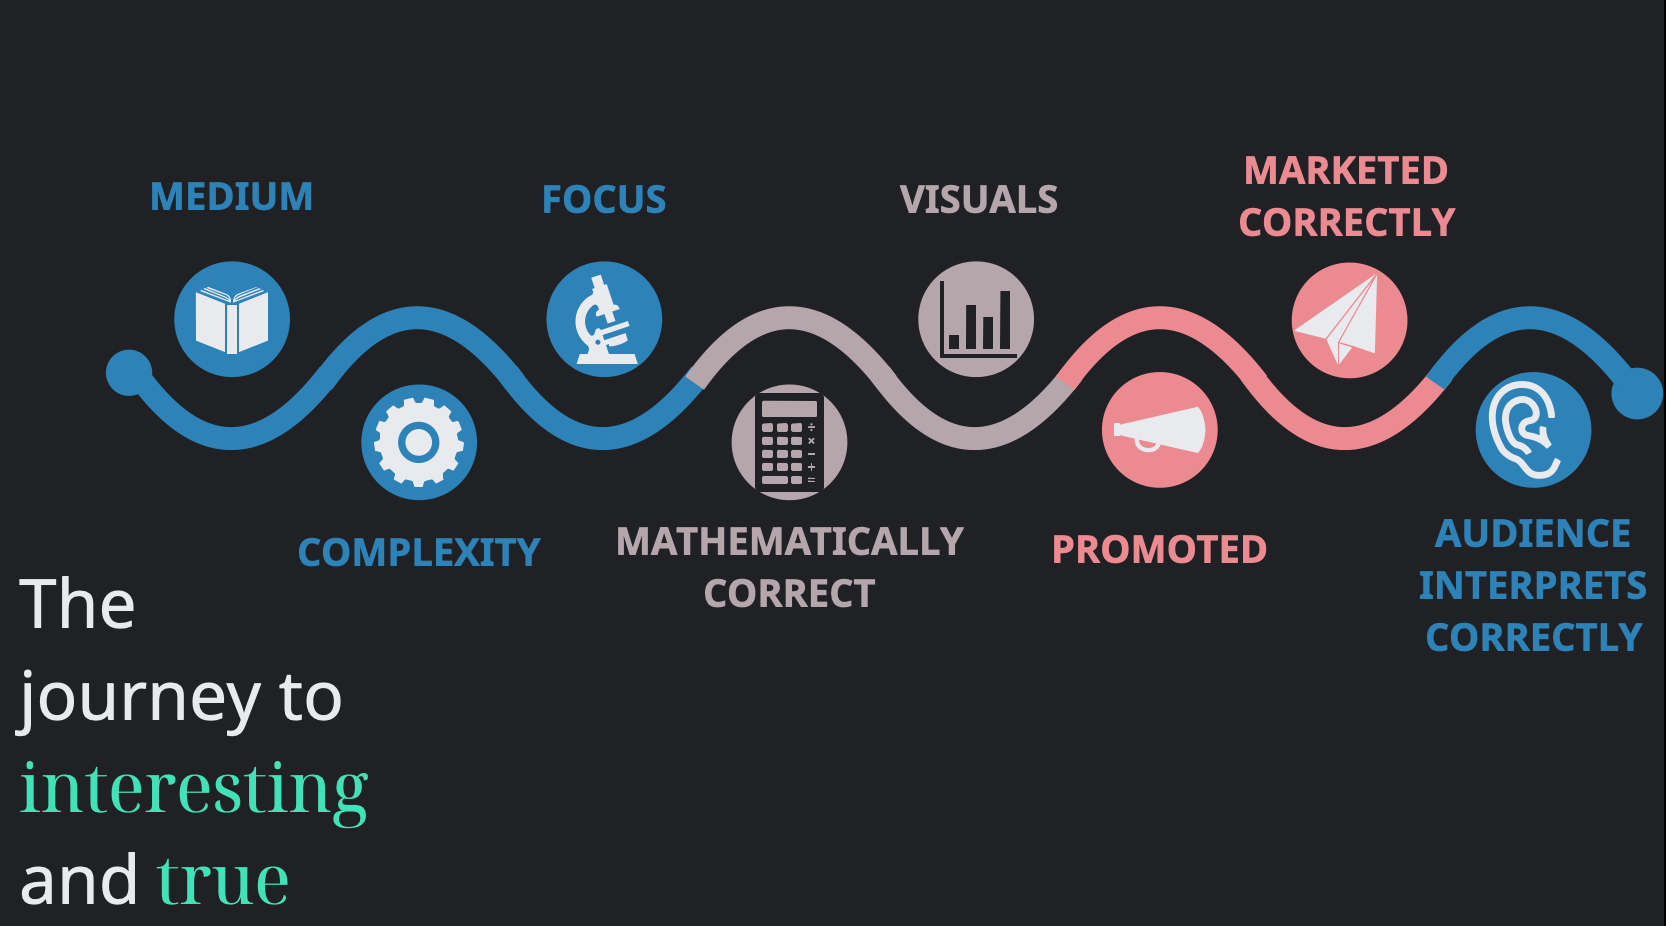 MEDIUM
COMPLEXITY
FOCUS
MATHEMATICALLY
CORRECT
VISUALS
PROMOTED
MARKETED
CORRECTLY
AUDIENCE
INTERPRETS
CORRECTLY
The
journey to
interesting
and true